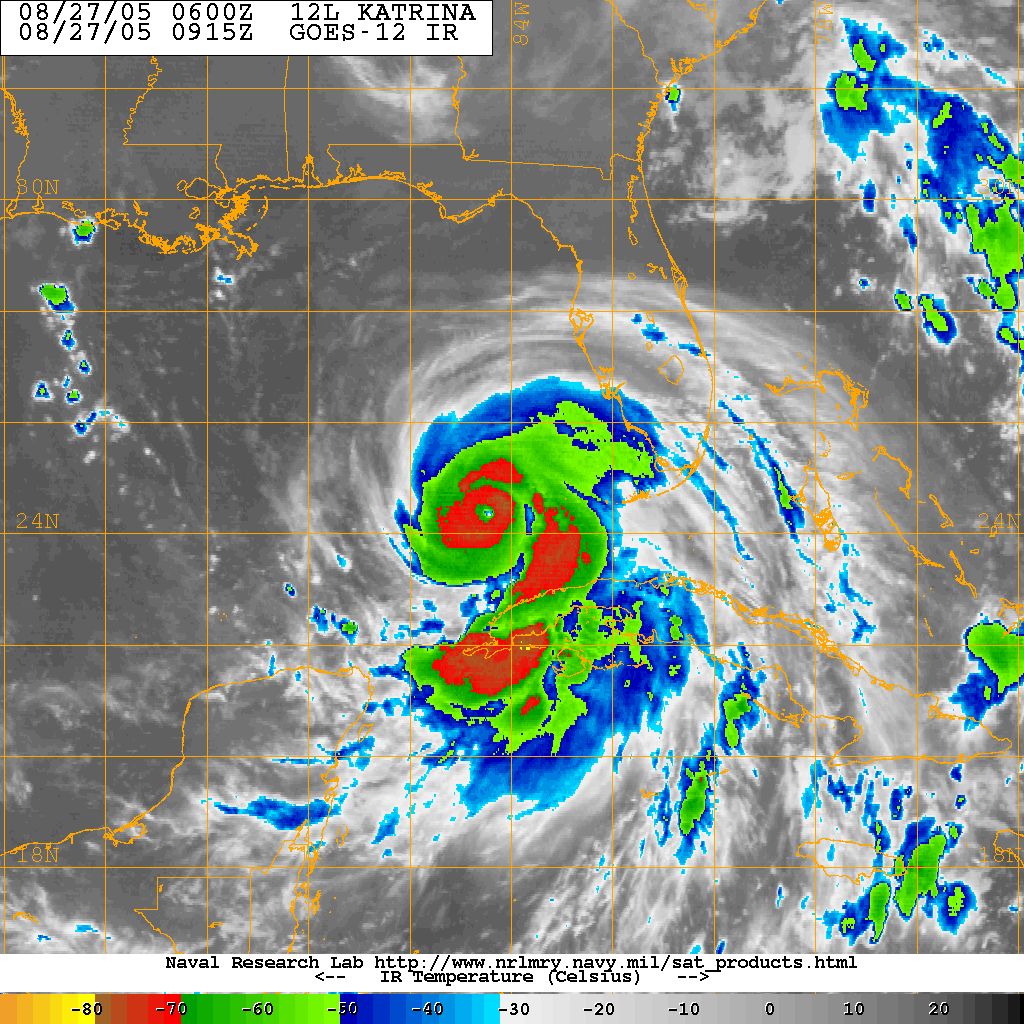 08/27/05 0600Z 12L KATRINA
08/27/05 0915Z GOES-12 IR
84W
30N
24N
24N
18N
18N
Naval Research Lab http://www.nrlmry.navy.mil/sat_products.html
<-- IR Temperature (Celsius) -->
-80 -70 -60 -50 -40 -30 -20 -10 0 10 20